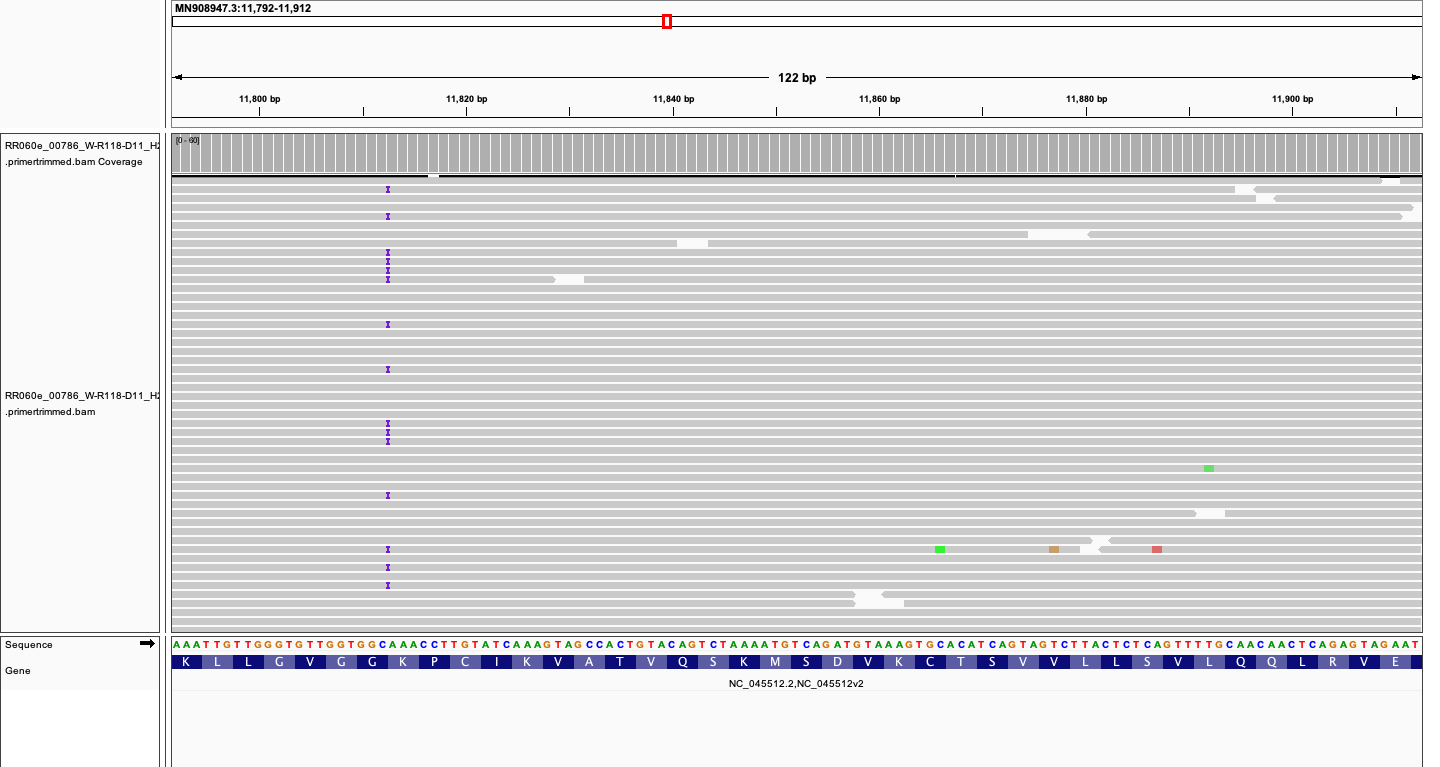 MN908947.3:11,792-11,912
122 bp
11,800 bp 11,820 bp 11,840 bp 11,860 bp 11,880 bp 11,900 bp
RR060e_00786_W-R118-D11_H
.primertrimmed.bam Coverage
[0 - 60]
RR060e_00786_W-R118-D11_H
.primertrimmed.bam
Sequence
AAATTGTTGGGTGTTGGTGGCAAACCTTGTATCAAAGTAGCCACTGTACAGTCTAAAATGTCAGATGTAAAGTGCACATCAGTAGTCTTACTCTCAGTTTTGCAACAACTCAGAGTAGAAT
Gene
K L L G V G G K P C I K V A T V Q S K M S D V K C T S V V L L S V L Q Q L R V E
NC_045512.2,NC_045512v2